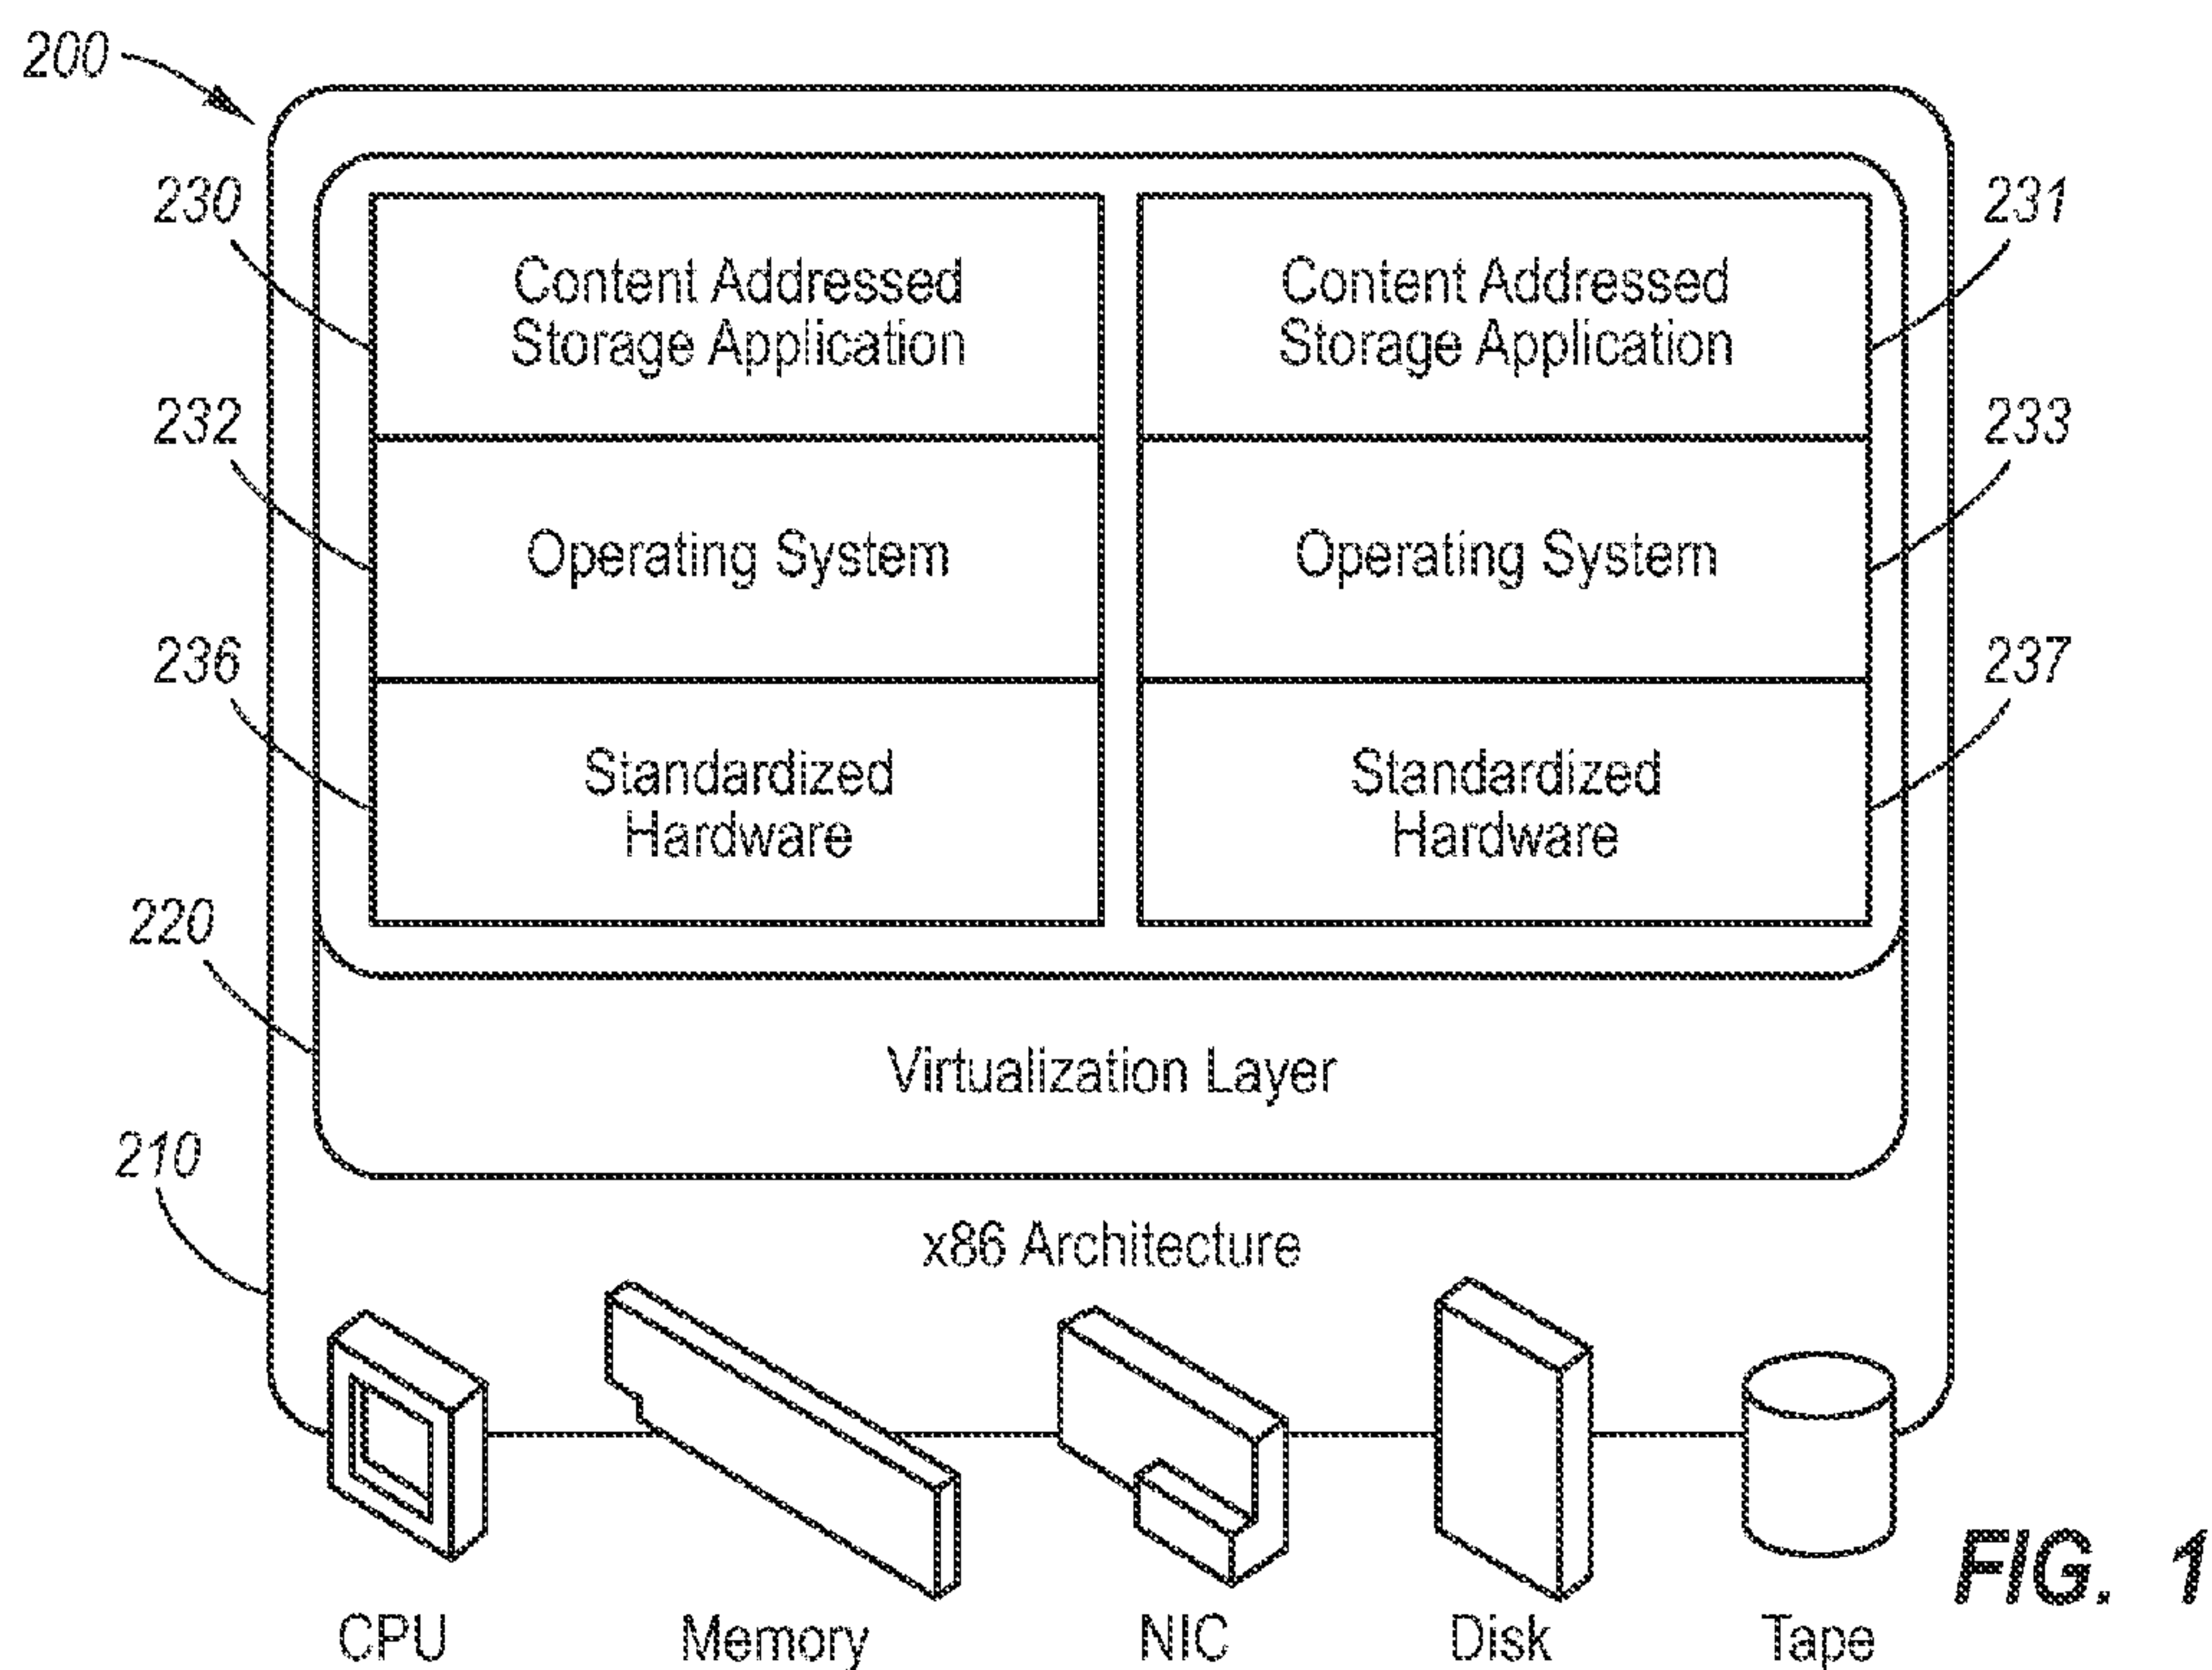 200
230
Content Addressed
Storage Application
Content Addressed
Storage Application
231
232
Operating System
Operating System
233
236
Standardized
Hardware
Standardized
Hardware
237
220
Virtualization Layer
210
x86 Architecture
CPU
Memory
NIC
Disk
Tape
FIG. 1